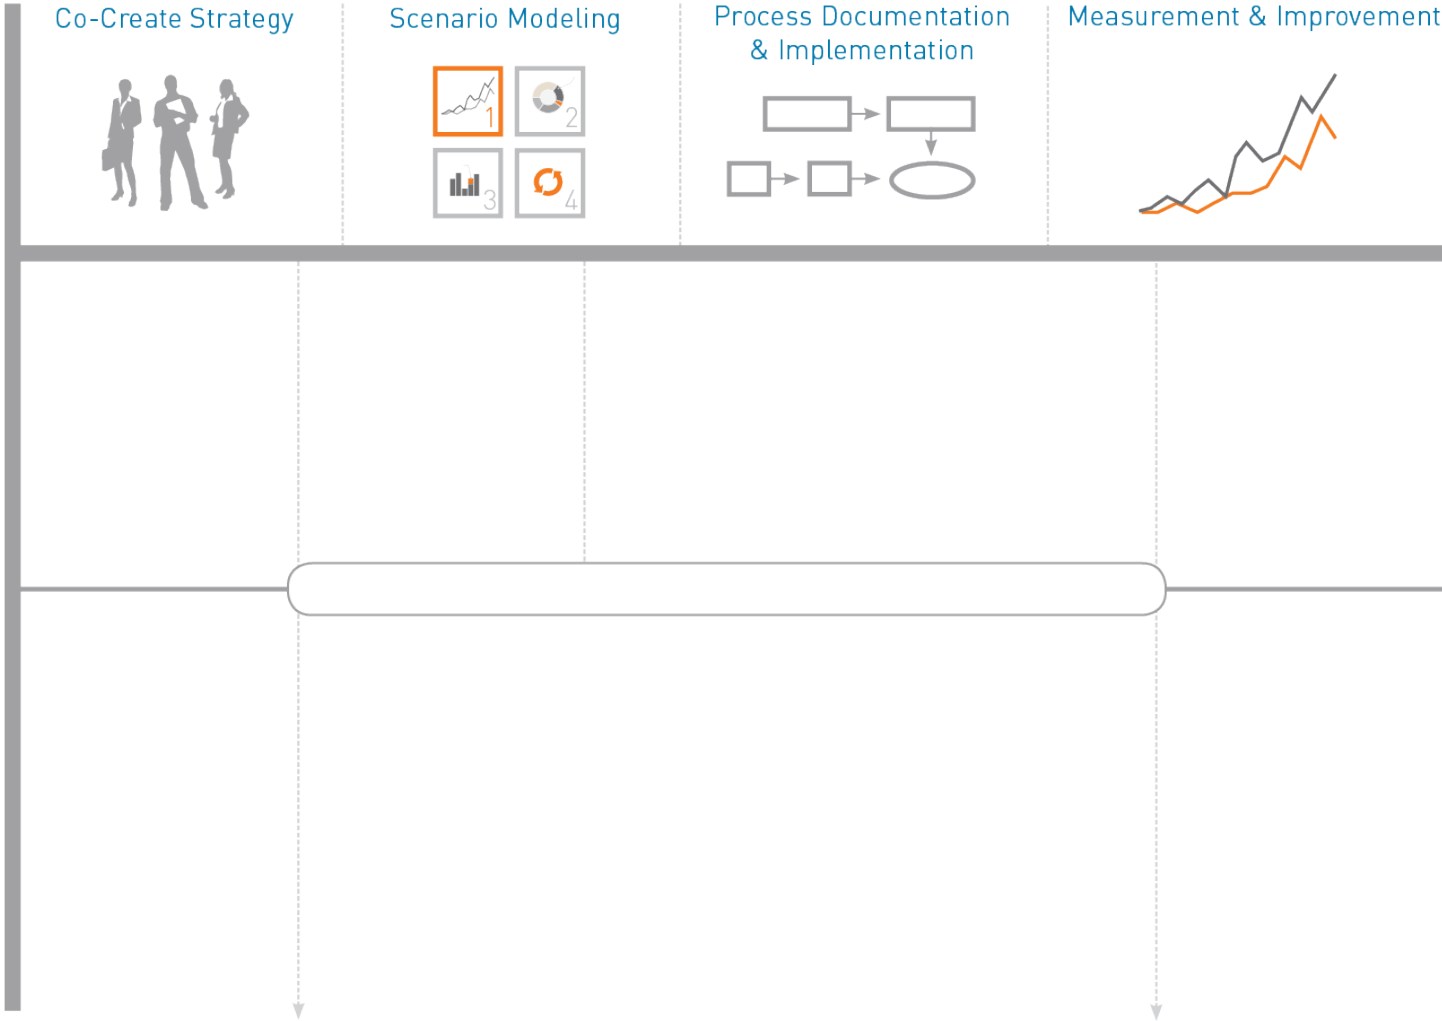 Co-Create Strategy
Scenario Modeling
Process Documentation
& Implementation
Measurement & Improvement
1
2
3
4